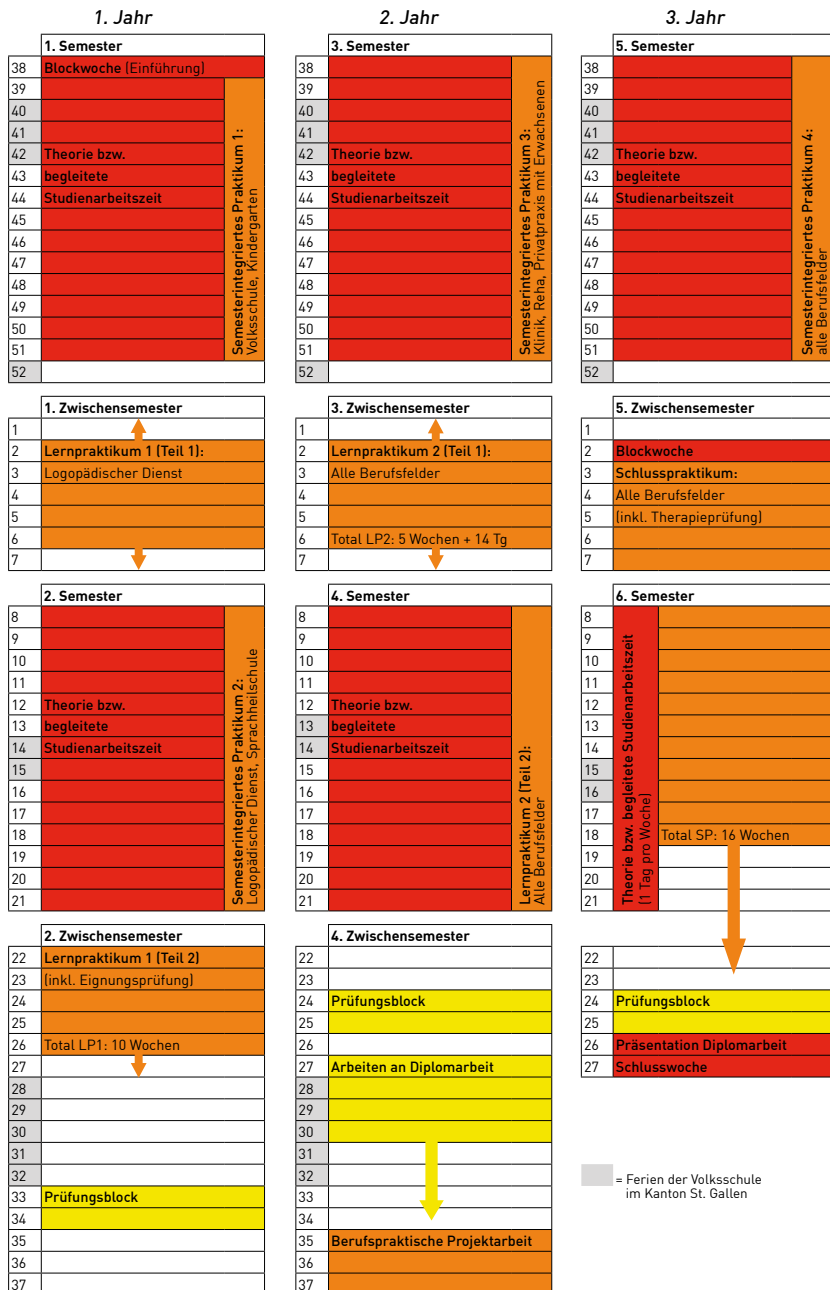 1. Jahr
1. Semester
38 Blockwoche (Einführung)
39
40
41
42 Theorie bzw.
43 begleitete
44 Studienarbeitszeit
45
46
47
48
49
50
51
52
Semesterintegriertes Praktikum 1:
Volksschule, Kindergarten
1. Zwischensemester
1
2 Lernpraktikum 1 (Teil 1):
3 Logopädischer Dienst
4
5
6
7
2. Semester
8
9
10
11
12 Theorie bzw.
13 begleitete
14 Studienarbeitszeit
15
16
17
18
19
20
21
Semesterintegriertes Praktikum 2:
Logopädischer Dienst, Sprachheilschule
2. Zwischensemester
22 Lernpraktikum 1 (Teil 2)
23 (inkl. Eignungsprüfung)
24
25
26 Total LP1: 10 Wochen
27
28
29
30
31
32
33 Prüfungsblock
34
35
36
37
2. Jahr
3. Semester
38
39
40
41
42 Theorie bzw.
43 begleitete
44 Studienarbeitszeit
45
46
47
48
49
50
51
52
Semesterintegriertes Praktikum 3:
Klinik, Reha, Privatpraxis mit Erwachsenen
3. Zwischensemester
1
2 Lernpraktikum 2 (Teil 1):
3 Alle Berufsfelder
4
5
6 Total LP2: 5 Wochen + 14 Tg
7
4. Semester
8
9
10
11
12 Theorie bzw.
13 begleitete
14 Studienarbeitszeit
15
16
17
18
19
20
21
Lernpraktikum 2 (Teil 2):
Alle Berufsfelder
4. Zwischensemester
22
23
24 Prüfungsblock
25
26
27 Arbeiten an Diplomarbeit
28
29
30
31
32
33
34
35 Berufspraktische Projektarbeit
36
37
3. Jahr
5. Semester
38
39
40
41
42 Theorie bzw.
43 begleitete
44 Studienarbeitszeit
45
46
47
48
49
50
51
52
Semesterintegriertes Praktikum 4:
alle Berufsfelder
5. Zwischensemester
1
2 Blockwoche
3 Schlusspraktikum:
4 Alle Berufsfelder
5 (inkl. Therapieprüfung)
6
7
6. Semester
8
9
10
11
12
13
14
15
16
17
18 Total SP: 16 Wochen
19
20
21
Theorie bzw. begleitete Studienarbeitszeit
(1 Tag pro Woche)
22
23
24 Prüfungsblock
25
26 Präsentation Diplomarbeit
27 Schlusswoche
= Ferien der Volksschule
im Kanton St. Gallen